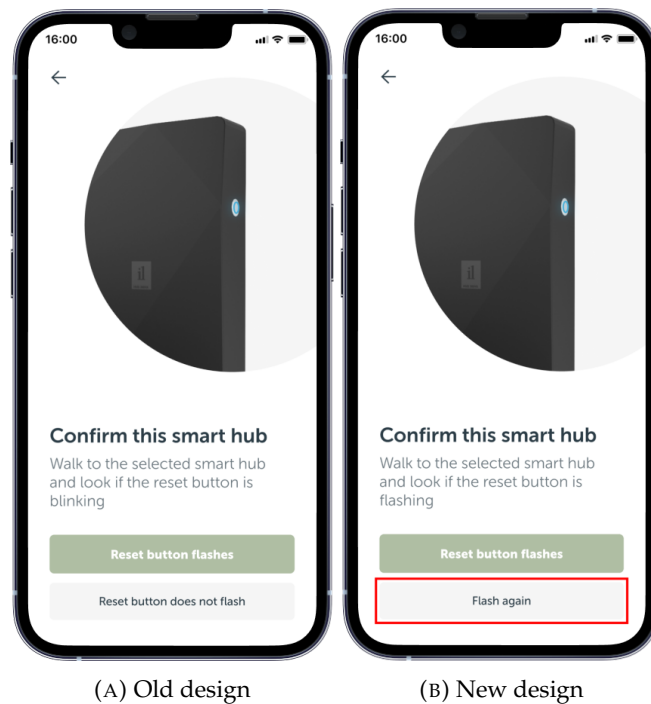 16:00
Confirm this smart hub
Walk to the selected smart hub
and look if the reset button is
blinking
Reset button flashes
Reset button does not flash
(A) Old design
16:00
Confirm this smart hub
Walk to the selected smart hub
and look if the reset button is
flashing
Reset button flashes
Flash again
(B) New design